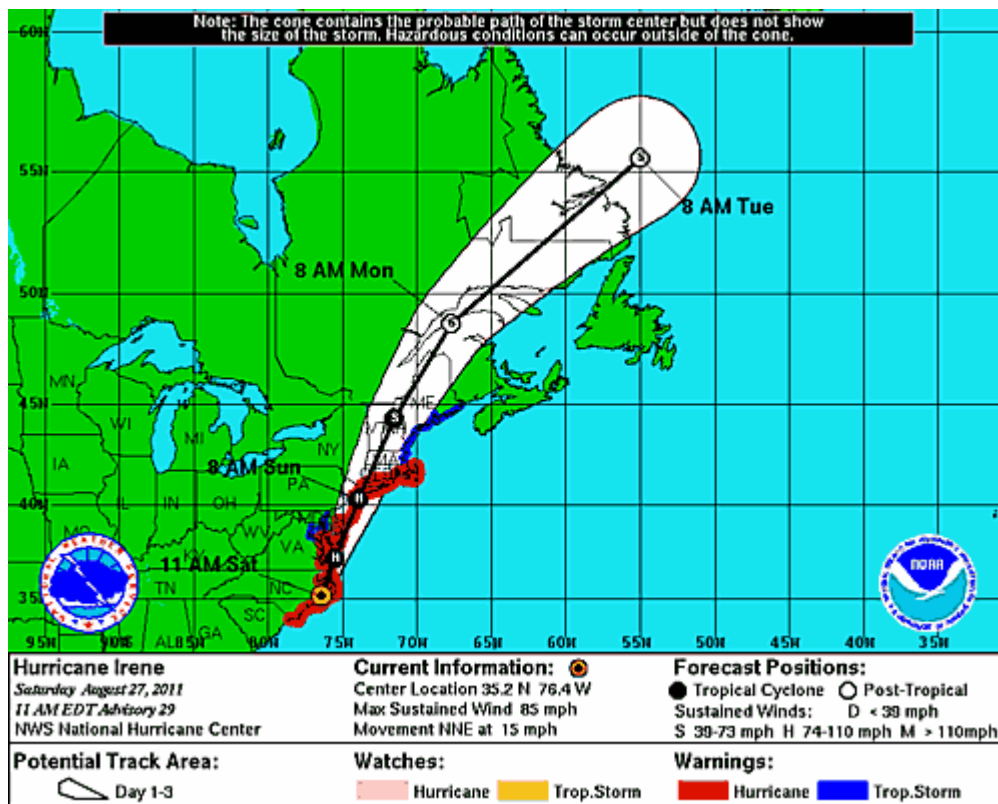 Note: The cone contains the probable path of the storm center but does not show
the size of the storm. Hazardous conditions can occur outside of the cone.
60N
55N
8 AM Tue
8 AM Mon
50N
45N
MN
ME
WI
MI
NY
8 AM Sun
MA
IA
PA
40N
IL
IN
OH
WV
VA
KY
11 AM Sat
NOAA
TN
NC
35N
SC
GA
95W
90W
85W
80W
75W
70W
65W
60W
55W
50W
45W
40W
35W
Hurricane Irene
Saturday August 27, 2011
11 AM EDT Advisory 29
NWS National Hurricane Center
Current Information:
Center Location 35.2 N 76.4 W
Max Sustained Wind 85 mph
Movement NNE at 15 mph
Forecast Positions:
Tropical Cyclone Post-Tropical
Sustained Winds: D < 39 mph
S 39-73 mph H 74-110 mph M > 110mph
Potential Track Area:
Day 1-3
Watches:
Hurricane Trop.Storm
Warnings:
Hurricane Trop.Storm